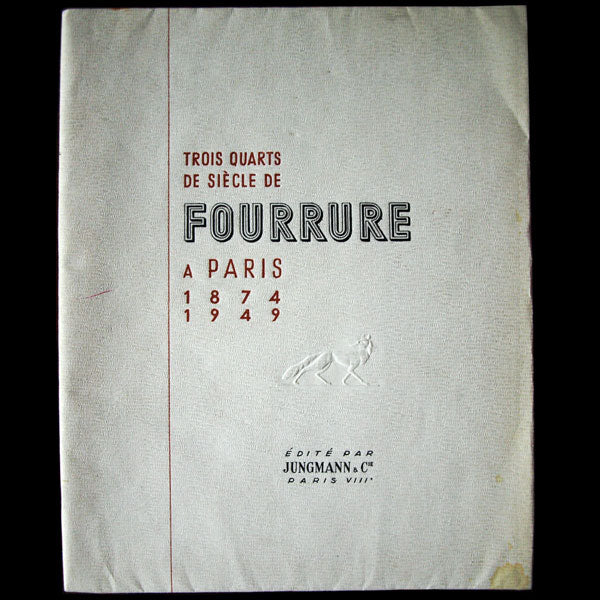 TROIS QUARTS
DE SIÈCLE DE
FOURRURE
A PARIS
1874
1949
ÉDITÉ PAR
JUNGMANN & CIE
PARIS VIIIe